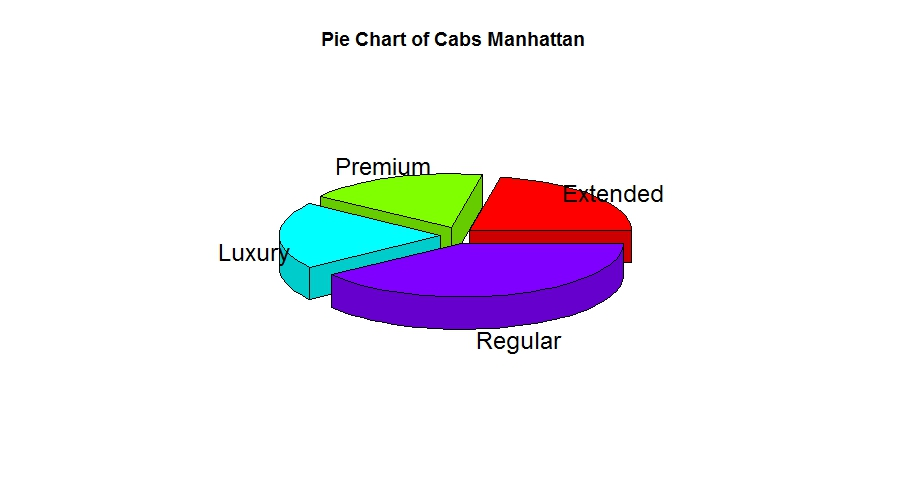 Pie Chart of Cabs Manhattan
Premium
Extended
Luxury
Regular